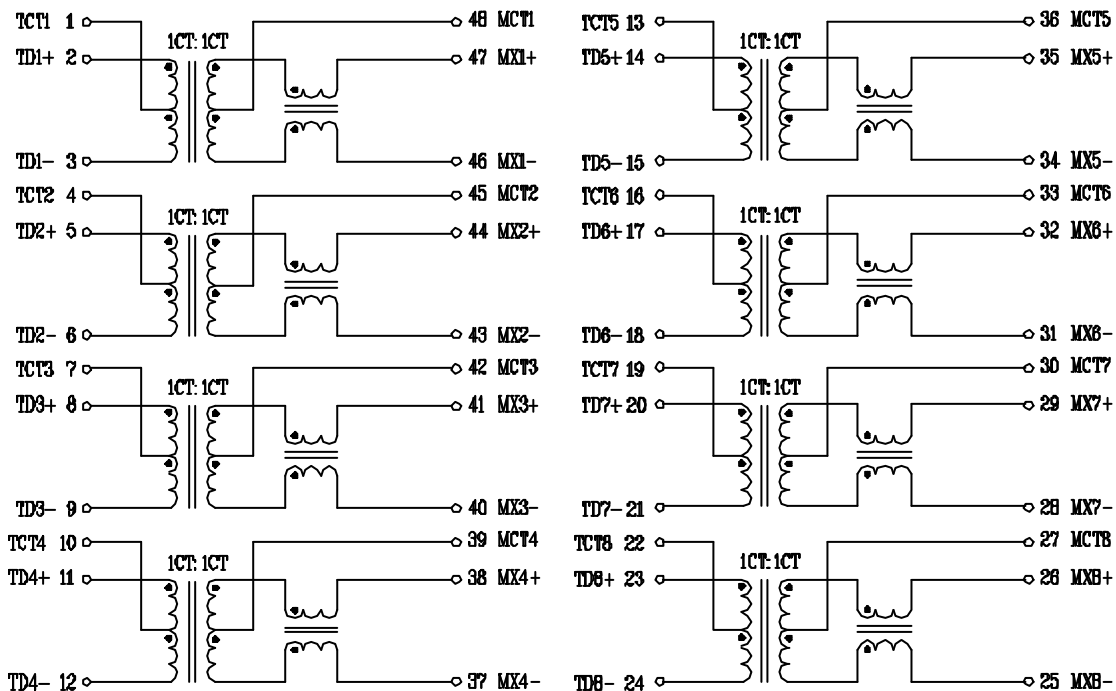 TCT1 1 48 MCT1
1CT:1CT
TD1+ 2 47 MX1+
TD1- 3 46 MX1-
TCT2 4 45 MCT2
1CT:1CT
TD2+ 5 44 MX2+
TD2- 6 43 MX2-
TCT3 7 42 MCT3
1CT:1CT
TD3+ 8 41 MX3+
TD3- 9 40 MX3-
TCT4 10 39 MCT4
1CT:1CT
TD4+ 11 38 MX4+
TD4- 12 37 MX4-
TCT5 13 36 MCT5
1CT:1CT
TD5+ 14 35 MX5+
TD5- 15 34 MX5-
TCT6 16 33 MCT6
1CT:1CT
TD6+ 17 32 MX6+
TD6- 18 31 MX6-
TCT7 19 30 MCT7
1CT:1CT
TD7+ 20 29 MX7+
TD7- 21 28 MX7-
TCT8 22 27 MCT8
1CT:1CT
TD8+ 23 26 MX8+
TD8- 24 25 MX8-